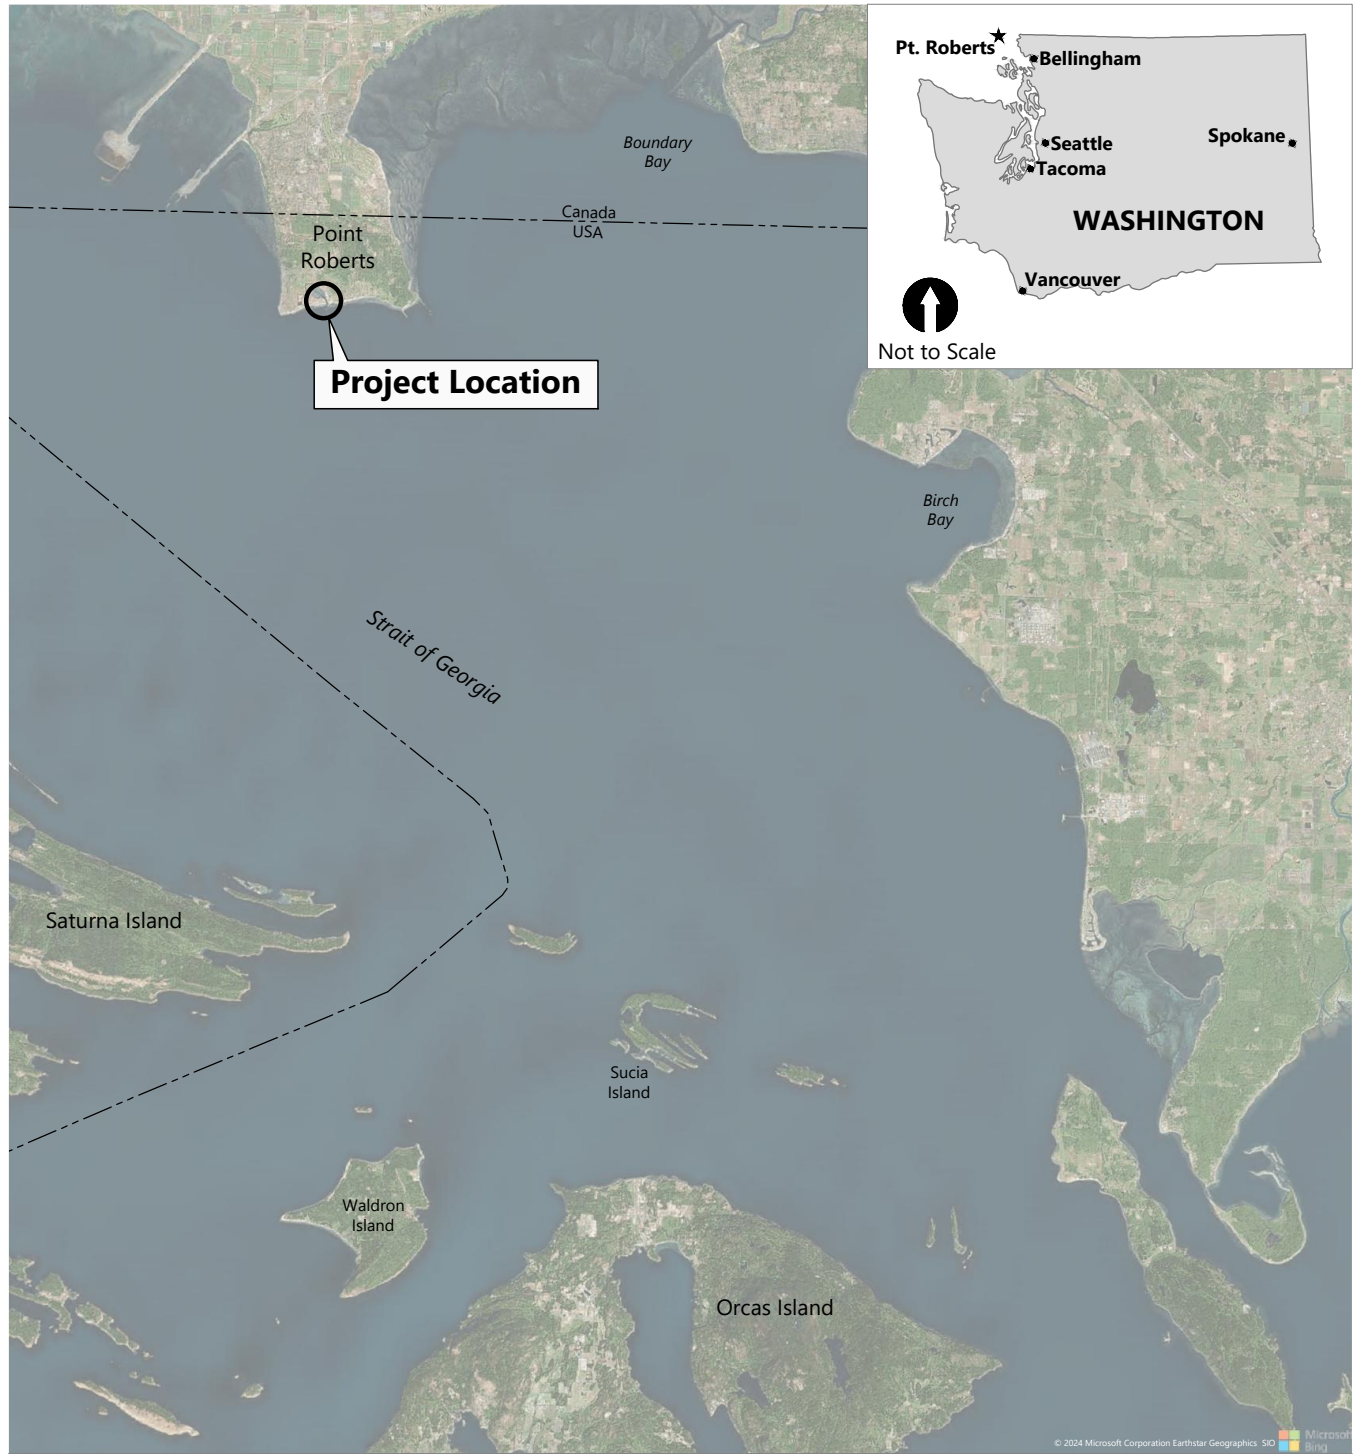 Pt. Roberts
Bellingham
Seattle
Spokane
Tacoma
WASHINGTON
Vancouver
Not to Scale
Boundary
Bay
Canada
USA
Point
Roberts
Project Location
Birch
Bay
Strait of Georgia
Saturna Island
Sucia
Island
Waldron
Island
Orcas Island
© 2024 Microsoft Corporation Earthstar Geographics SIO
Microsoft
Bing